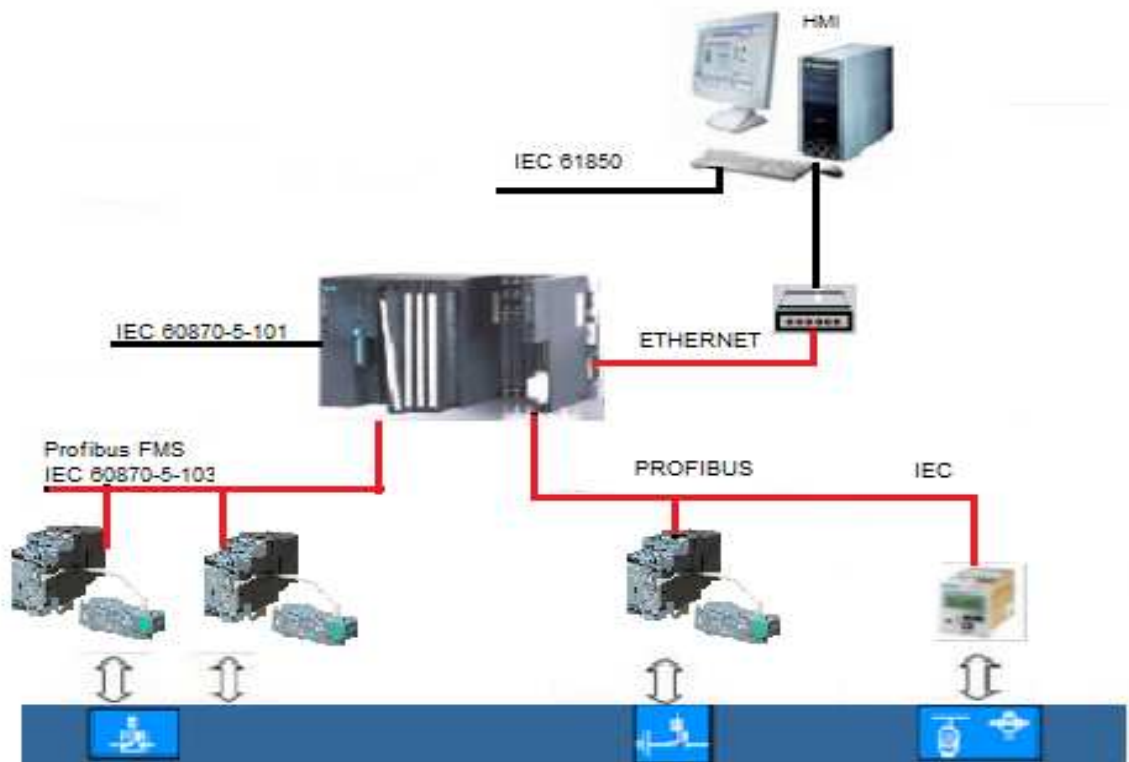 HMI
IEC 61850
IEC 60870-5-101
ETHERNET
Profibus FMS
IEC 60870-5-103
PROFIBUS
IEC